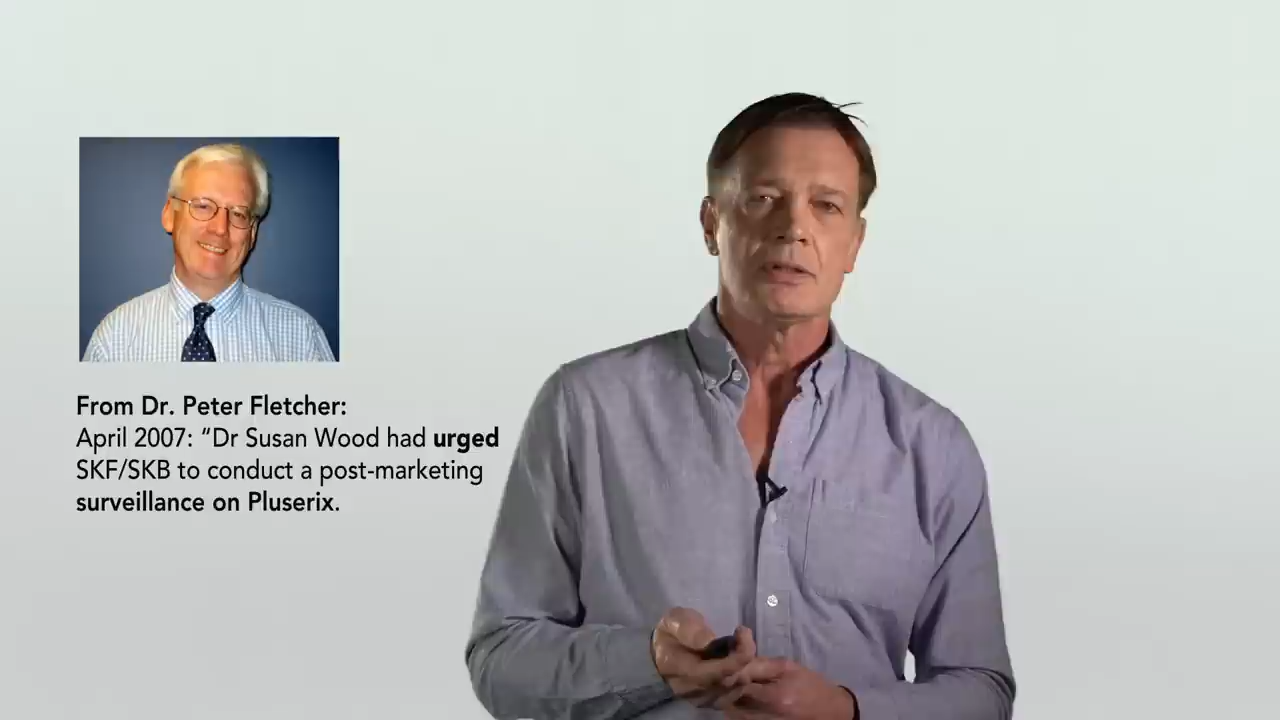 From Dr. Peter Fletcher:
April 2007: “Dr Susan Wood had urged
SKF/SKB to conduct a post-marketing
surveillance on Pluserix.